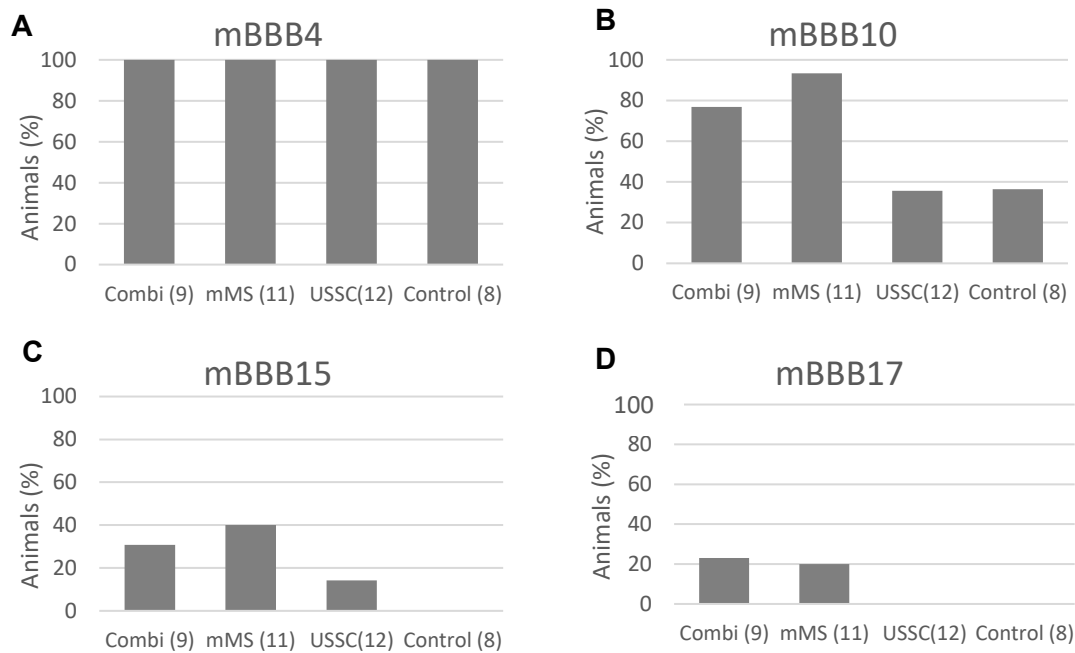 A
mBBB4
100
80
60
40
20
0
Animals (%)
Combi (9) mMS (11) USSC(12) Control (8)
B
mBBB10
100
80
60
40
20
0
Animals (%)
Combi (9) mMS (11) USSC(12) Control (8)
C
mBBB15
100
80
60
40
20
0
Animals (%)
Combi (9) mMS (11) USSC(12) Control (8)
D
mBBB17
100
80
60
40
20
0
Animals (%)
Combi (9) mMS (11) USSC(12) Control (8)